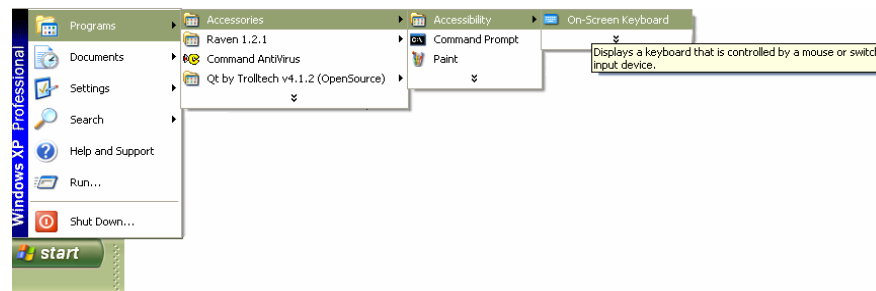 Programs
Documents
Settings
Search
Help and Support
Run...
Shut Down...
Windows XP Professional
start
Accessories
Raven 1.2.1
Command AntiVirus
Qt by Trolltech v4.1.2 (OpenSource)
Accessibility
Command Prompt
Paint
On-Screen Keyboard
Displays a keyboard that is controlled by a mouse or switch
input device.